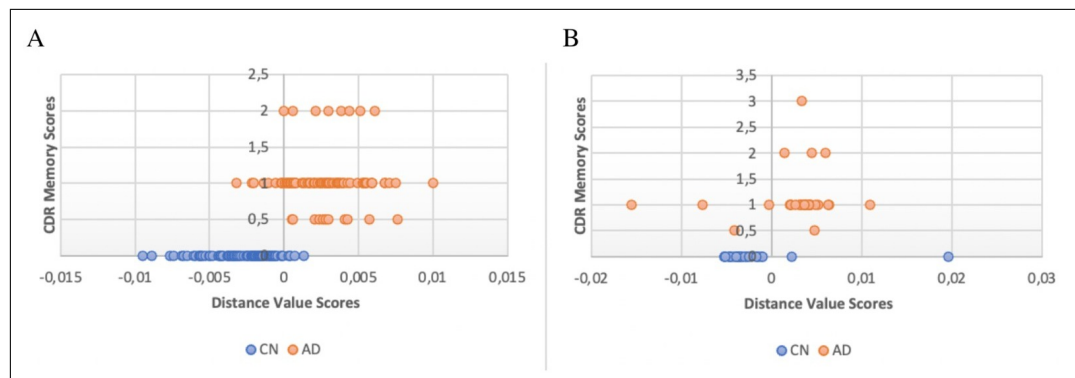 A
CDR Memory Scores
2,5
2
1,5
1
0,5
0
-0,015 -0,01 -0,005 0 0,005 0,01 0,015
Distance Value Scores
CN AD
B
CDR Memory Scores
3,5
3
2,5
2
1,5
1
0,5
0
-0,02 -0,01 0 0,01 0,02 0,03
Distance Value Scores
CN AD